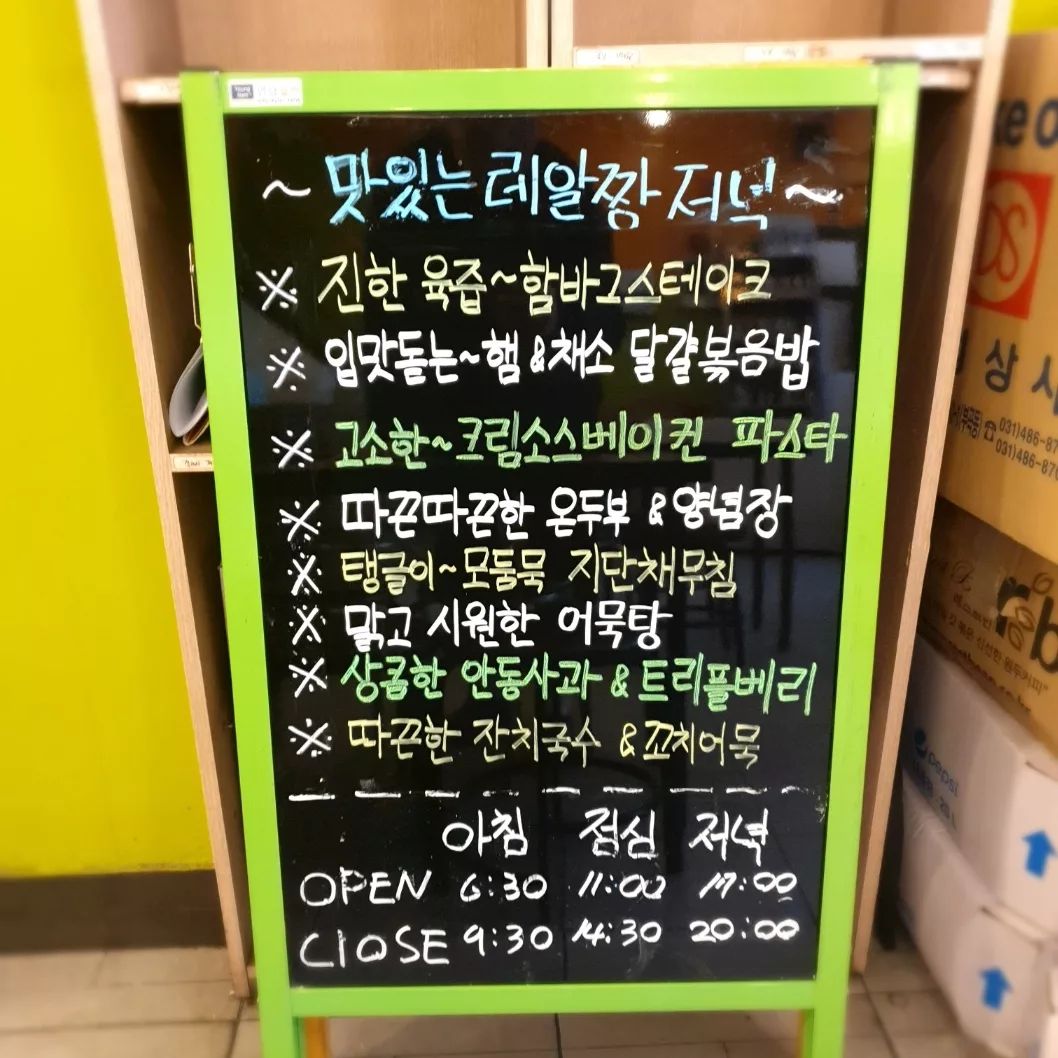 ~ 맛있는 레알짱 저녁 ~
※ 진한 육즙~함바그스테이크
※ 입맛돋는~햄&채소 달걀볶음밥
※ 고소한~크림소스베이컨 파스타
※ 따끈따끈한 온두부 & 양념장
※ 탱글이~모둠묵 지단채무침
※ 맑고 시원한 어묵탕
※ 상콤한 안동사과 & 트리플베리
※ 따끈한 잔치국수 & 꼬치어묵
아침 점심 저녁
OPEN 6:30 11:00 17:00
ClOSE 9:30 14:30 20:00
DS
상사
☎ 031)486-87
031)486-870
pepsi